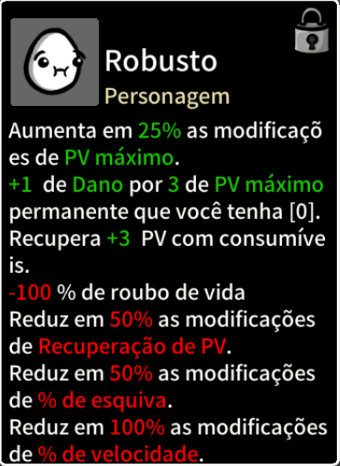 Robusto
Personagem
Aumenta em 25% as modificaçõ
es de PV máximo.
+1 de Dano por 3 de PV máximo
permanente que você tenha [0].
Recupera +3 PV com consumíve
is.
-100 % de roubo de vida
Reduz em 50% as modificações
de Recuperação de PV.
Reduz em 50% as modificações
de % de esquiva.
Reduz em 100% as modificações
de % de velocidade.